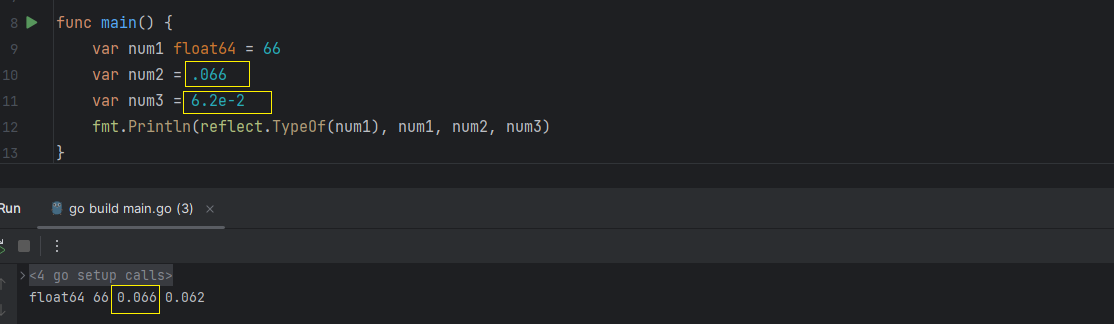 8 func main() {
9 var num1 float64 = 66
10 var num2 = .066
11 var num3 = 6.2e-2
12 fmt.Println(reflect.TypeOf(num1), num1, num2, num3)
13 }
Run go build main.go (3) ×
<4 go setup calls>
float64 66 0.066 0.062